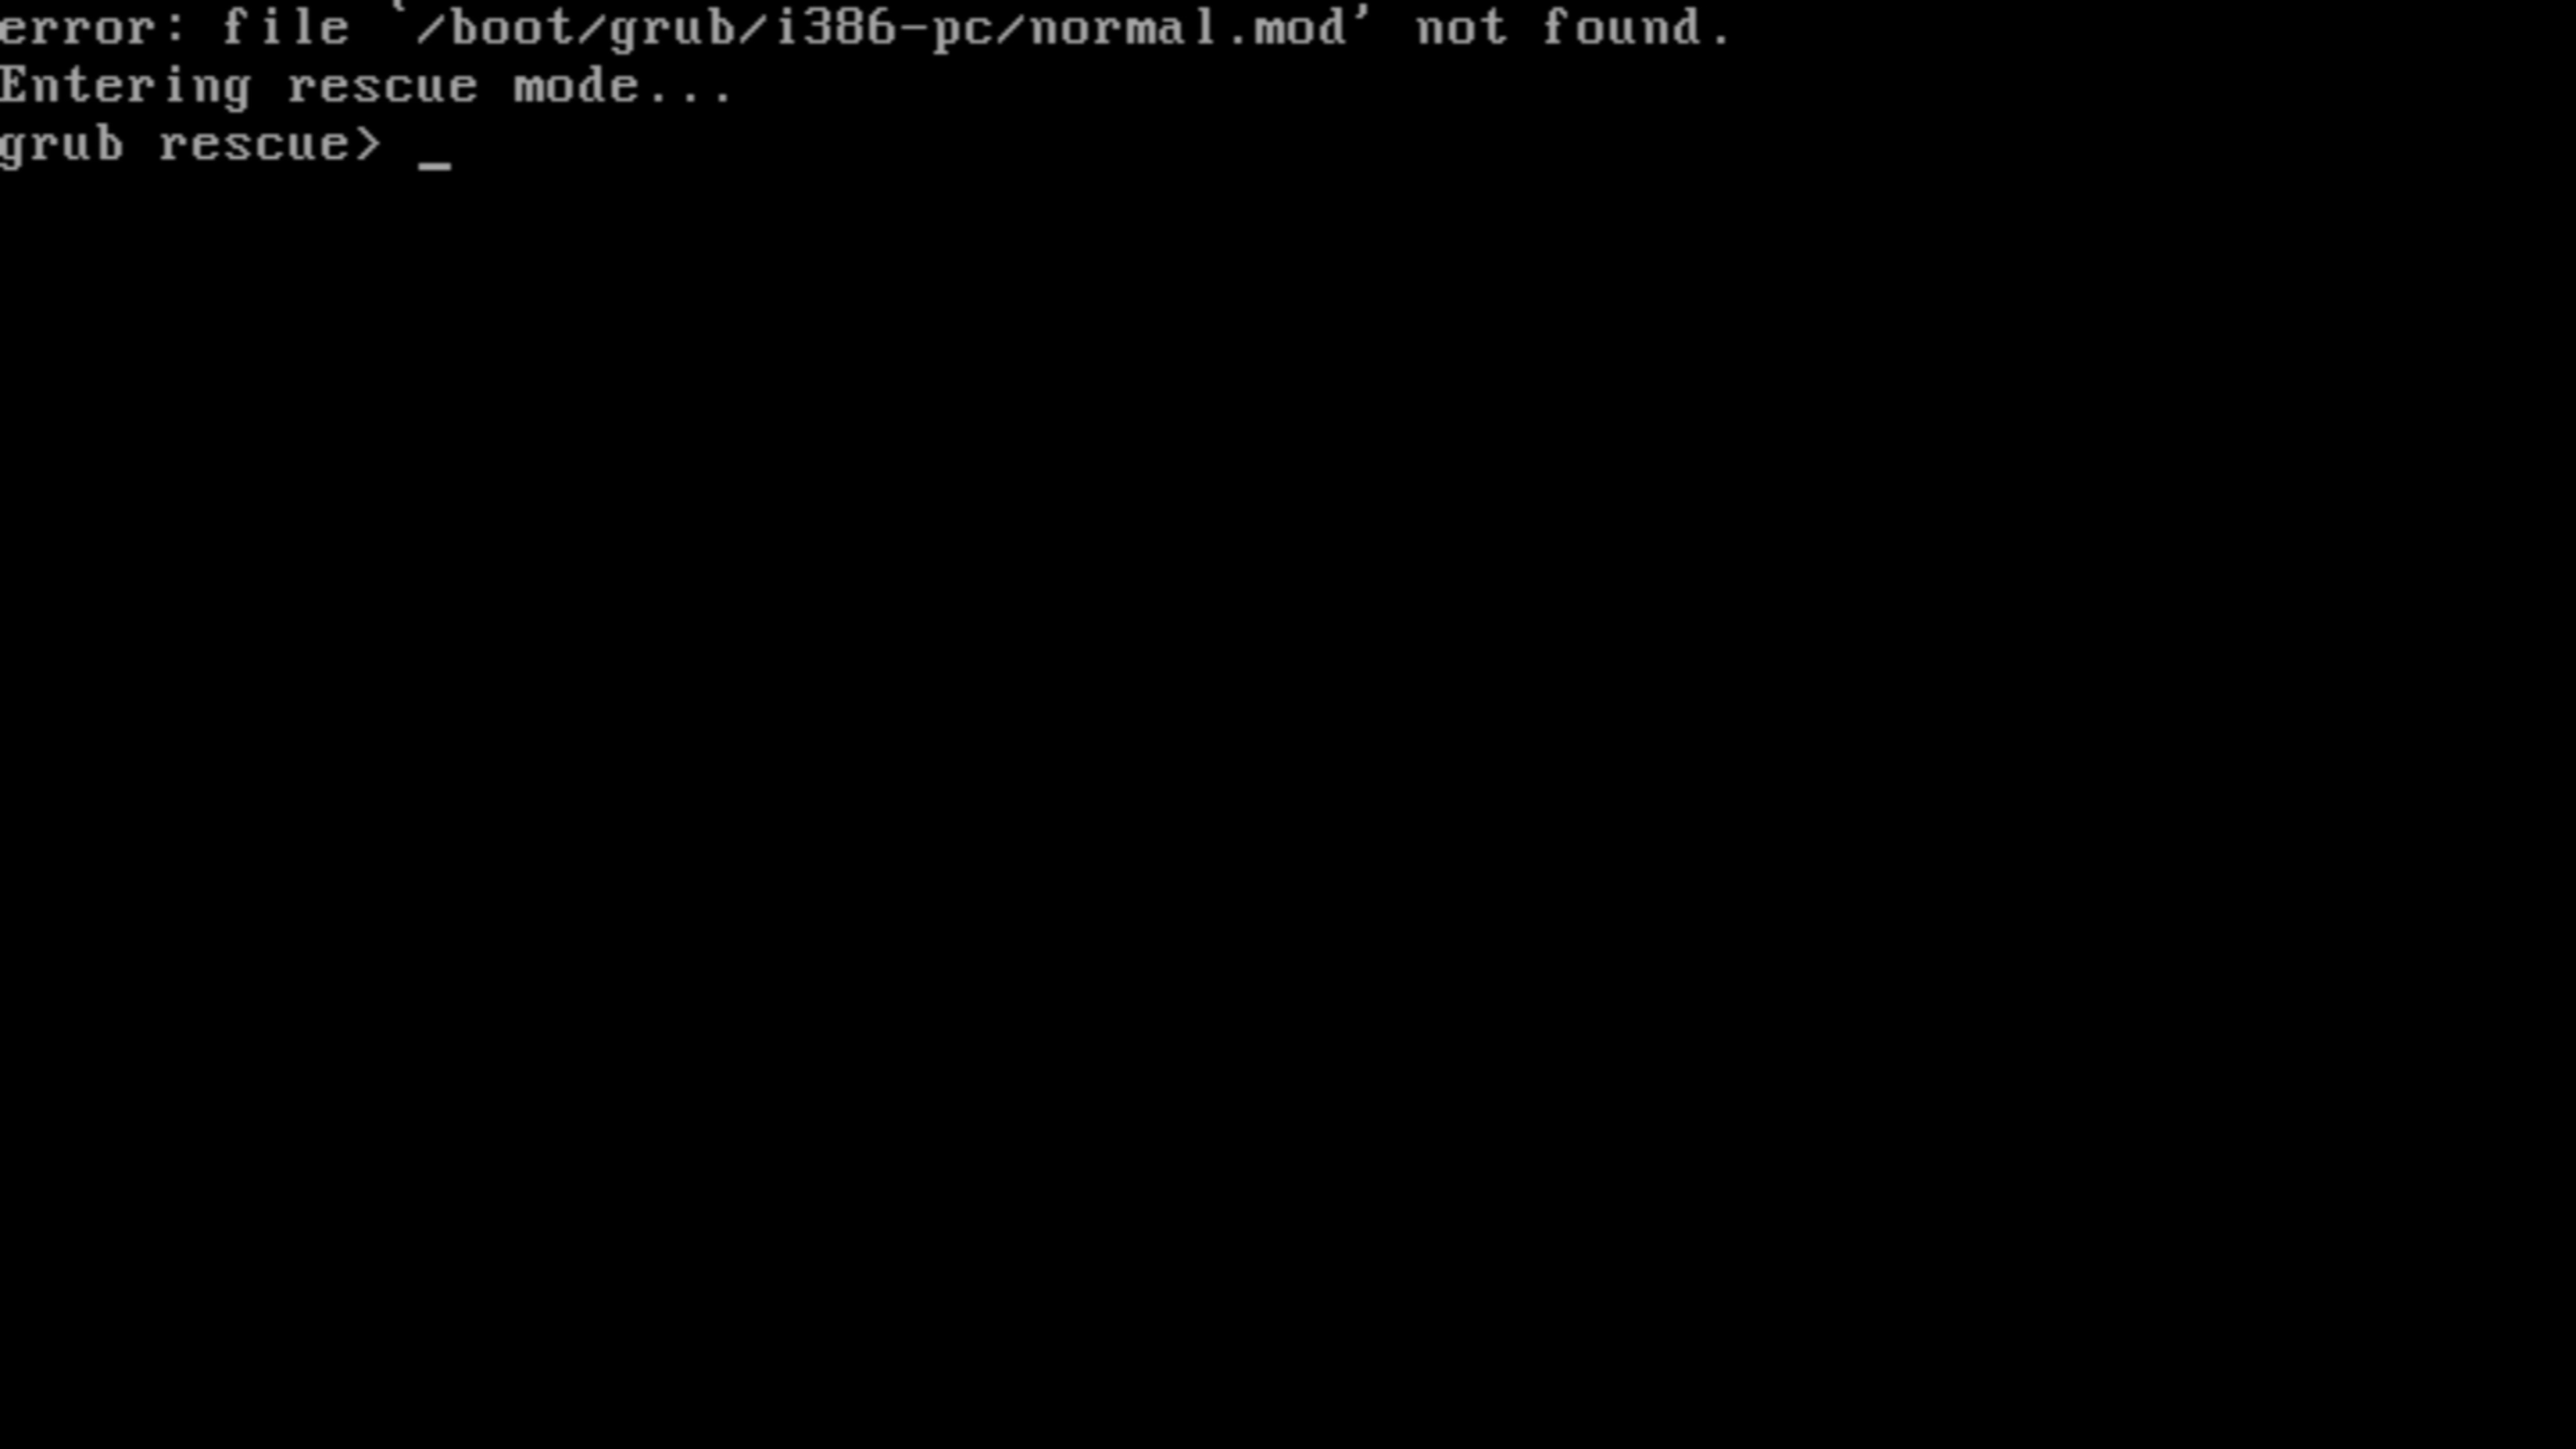 error: file `/boot/grub/i386-pc/normal.mod' not found.
Entering rescue mode...
grub rescue> _